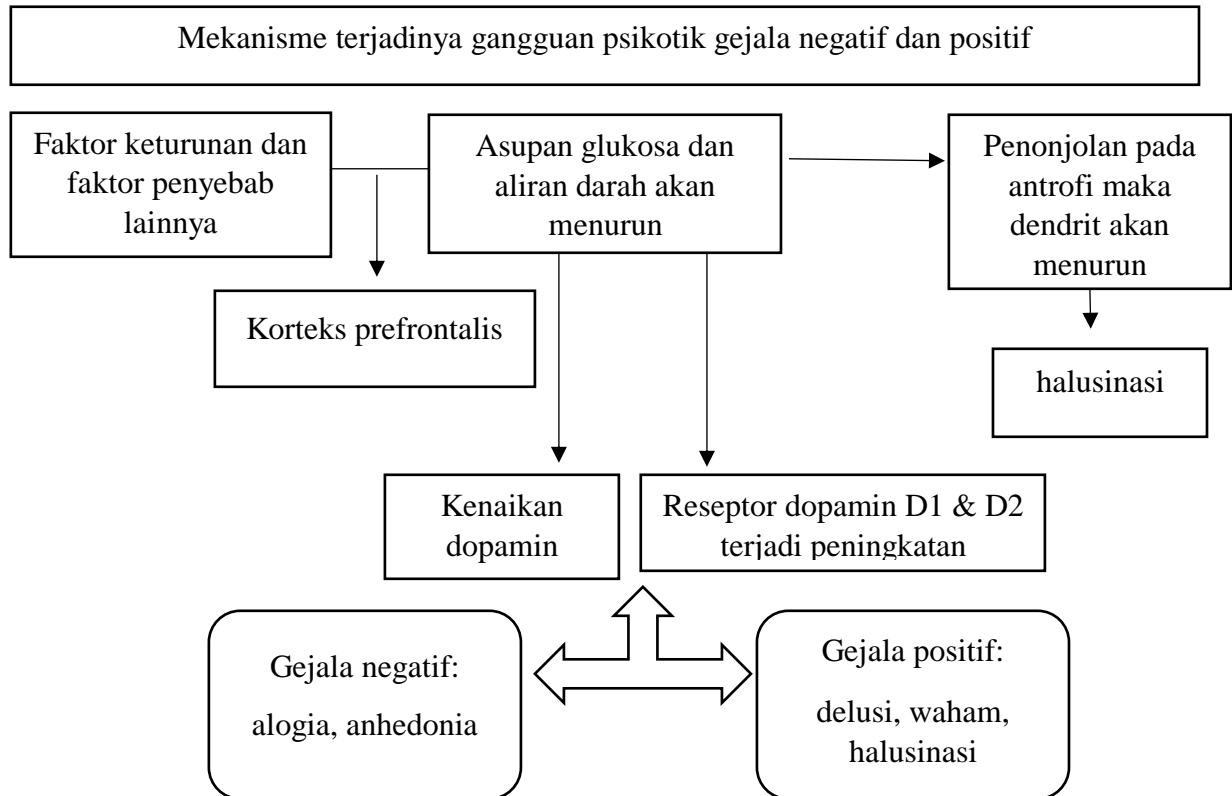 Mekanisme terjadinya gangguan psikotik gejala negatif dan positif
Faktor keturunan dan
faktor penyebab
lainnya
Asupan glukosa dan
aliran darah akan
menurun
Penonjolan pada
antrofi maka
dendrit akan
menurun
Korteks prefrontalis
halusinasi
Kenaikan
dopamin
Reseptor dopamin D1 & D2
terjadi peningkatan
Gejala negatif:
alogia, anhedonia
Gejala positif:
delusi, waham,
halusinasi